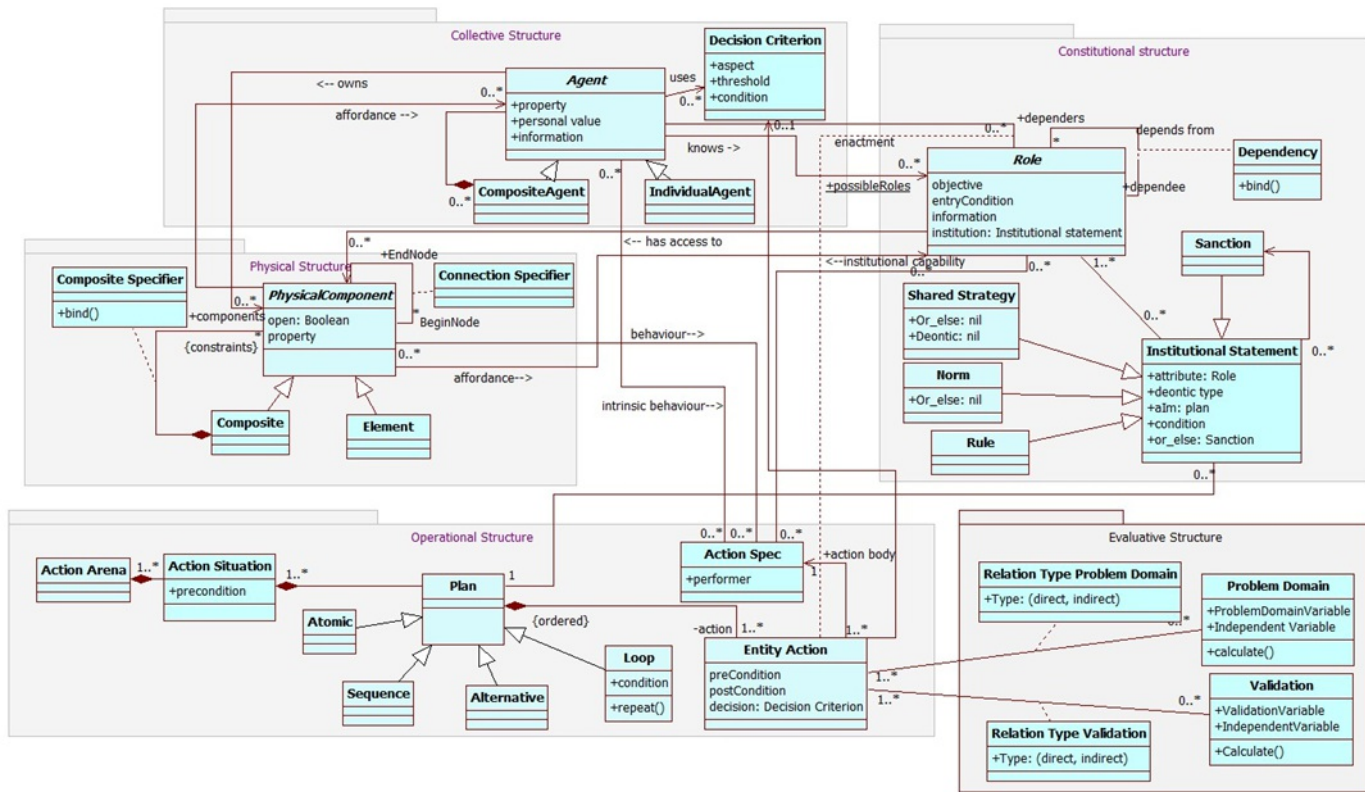 Collective Structure
Decision Criterion
+aspect
+threshold
+condition
Agent
+property
+personal value
+information
<-- owns
0..*
uses
0..*
affordance -->
0..1
knows ->
enactment
0..*
CompositeAgent
0..*
IndividualAgent
Constitutional structure
+dependers
0..*
*
depends from
Dependency
+bind()
0..*
+possibleRoles
Role
objective
entryCondition
information
institution: Institutional statement
+dependee
*
<-- has access to
<--institutional capability
0..*
0..*
1..*
Sanction
Shared Strategy
+Or_else: nil
+Deontic: nil
0..*
0..*
Norm
+Or_else: nil
Rule
Institutional Statement
+attribute: Role
+deontic type
+aIm: plan
+condition
+or_else: Sanction
0..*
Physical Structure
Composite Specifier
+bind()
0..*
+EndNode
Connection Specifier
0..*
+components
*
{constraints}
PhysicalComponent
open: Boolean
property
*
BeginNode
0..*
behaviour-->
affordance-->
intrinsic behaviour-->
Composite
Element
Operational Structure
Action Arena
1..*
Action Situation
+precondition
1..*
Plan
1
{ordered}
Atomic
Sequence
Alternative
Loop
+condition
+repeat()
0..*
0..*
0..*
Action Spec
+performer
+action body
1
-action
1..*
1..*
Entity Action
preCondition
postCondition
decision: Decision Criterion
1..*
1..*
Evaluative Structure
Relation Type Problem Domain
+Type: (direct, indirect)
0..*
Problem Domain
+ProblemDomainVariable
+Independent Variable
+calculate()
0..*
Validation
+ValidationVariable
+IndependentVariable
+Calculate()
Relation Type Validation
+Type: (direct, indirect)